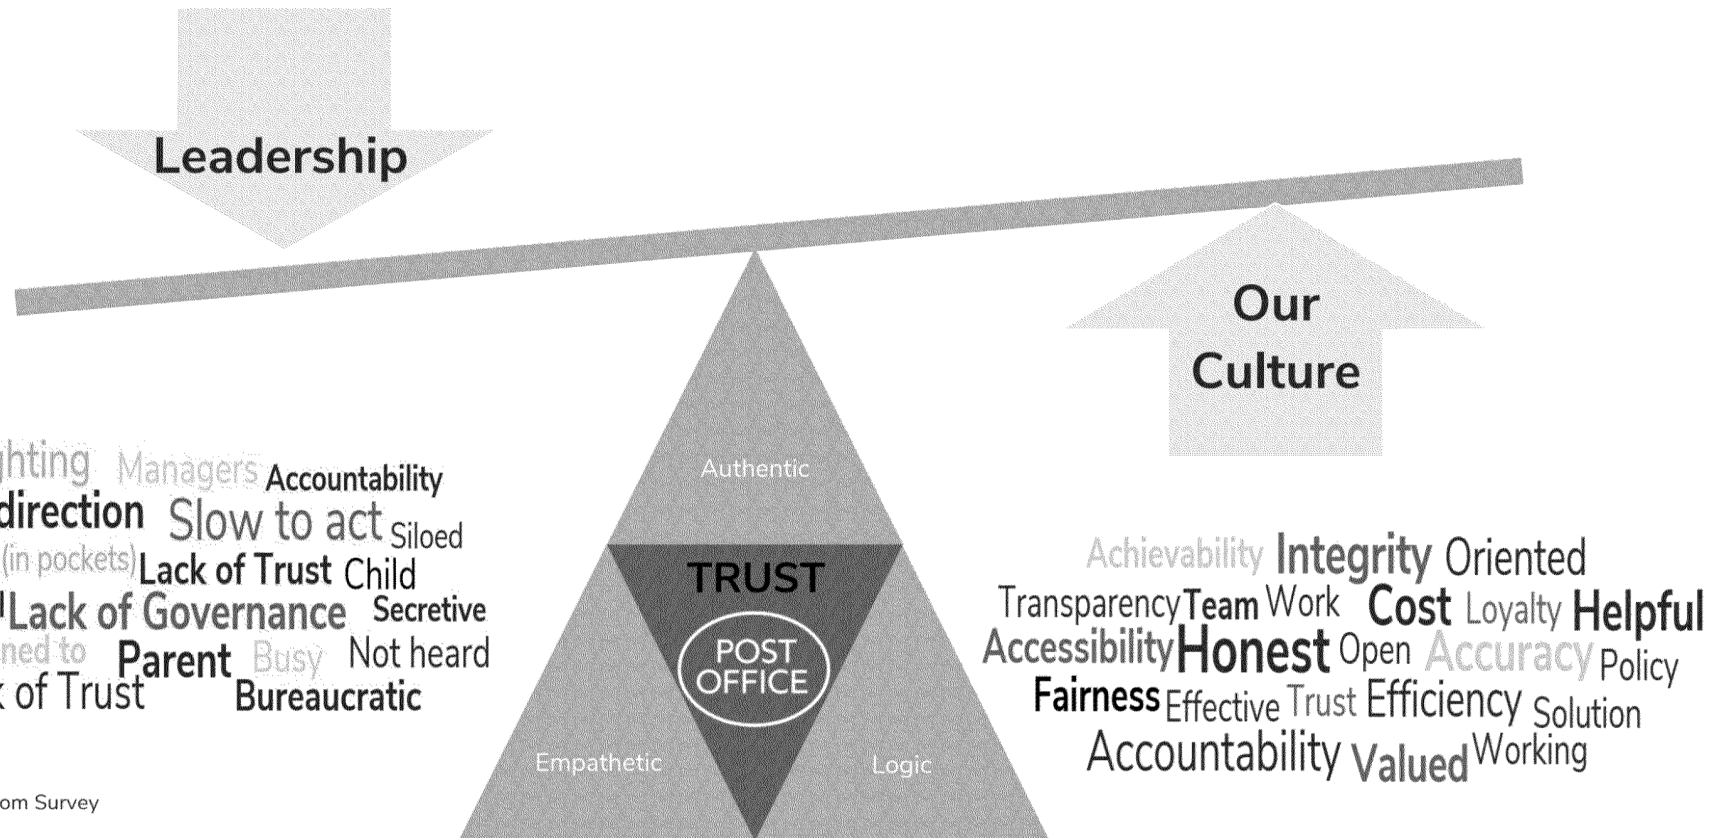 Leadership
Our
Culture
ghting Managers Accountability
direction Slow to act Siloed
(in pockets) Lack of Trust Child
Lack of Governance Secretive
ned to Parent Busy Not heard
k of Trust Bureaucratic
om Survey
Authentic
TRUST
POST
OFFICE
Empathetic
Logic
Achievability Integrity Oriented
Transparency Team Work Cost Loyalty Helpful
Accessibility Honest Open Accuracy Policy
Fairness Effective Trust Efficiency Solution
Accountability Valued Working